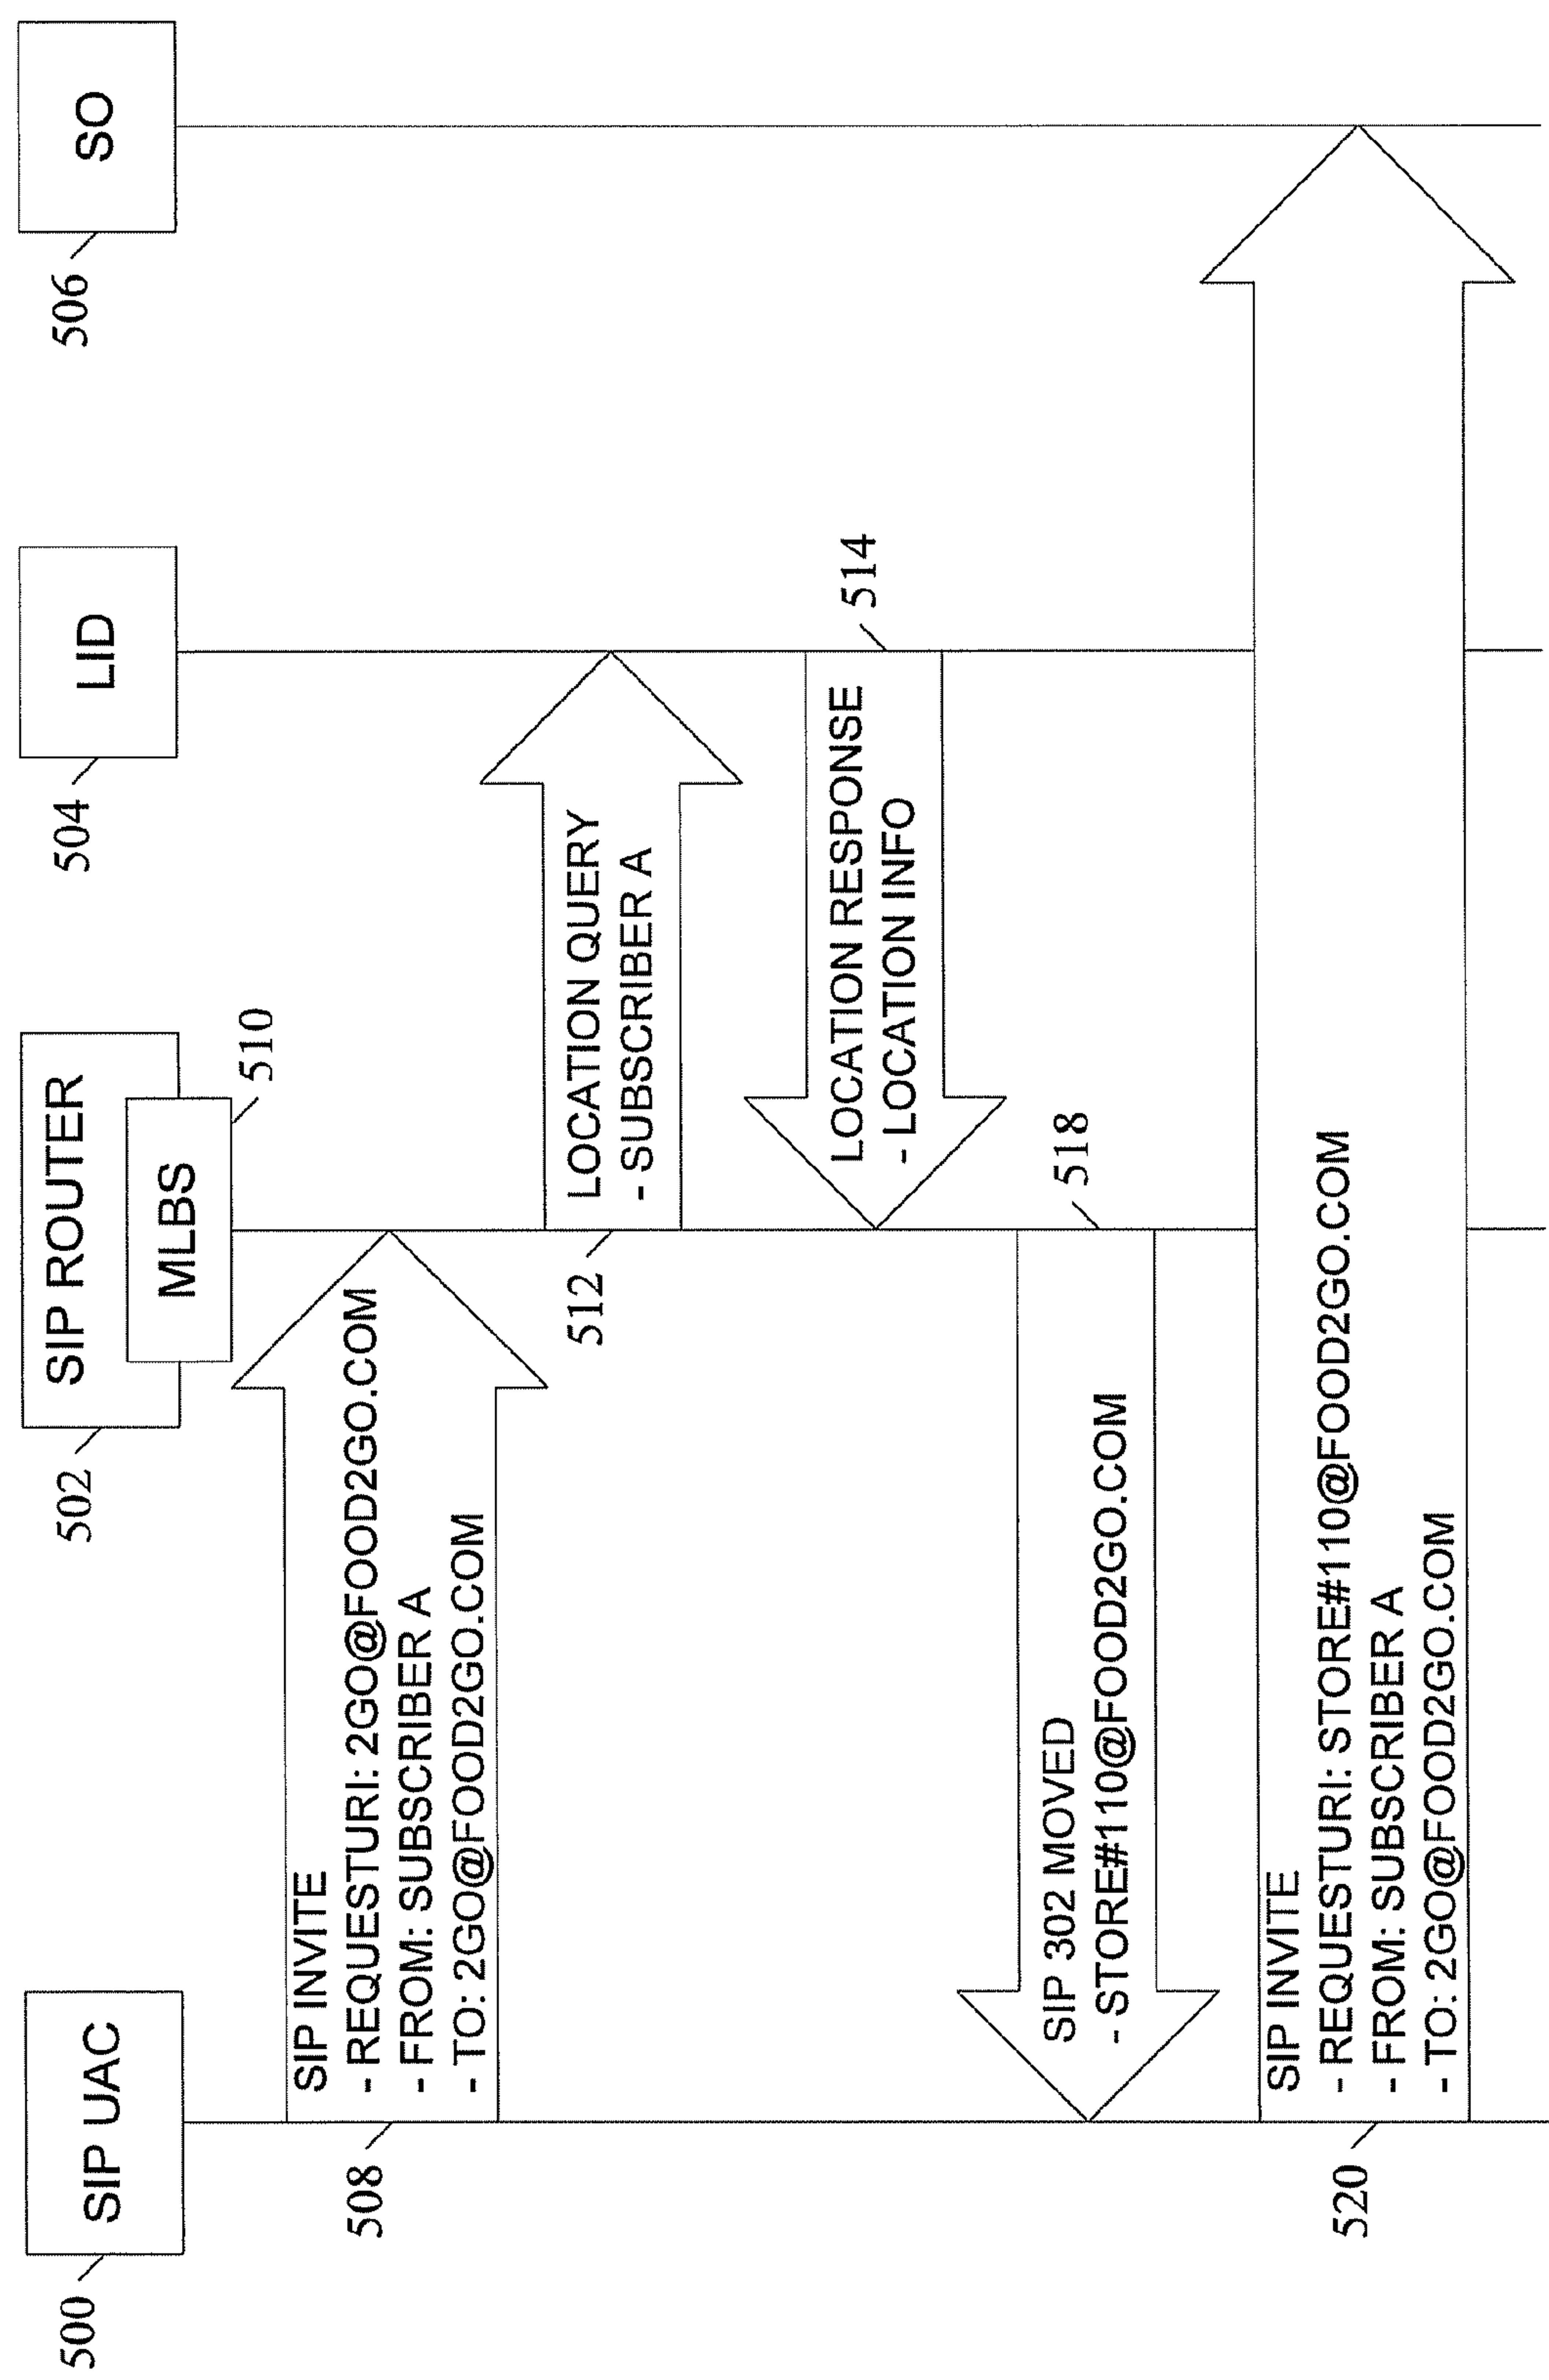 SIP UAC
500
SIP ROUTER
502
MLBS
510
LID
504
SO
506
SIP INVITE
- REQUESTURI: 2GO@FOOD2GO.COM
- FROM: SUBSCRIBER A
- TO: 2GO@FOOD2GO.COM
508
LOCATION QUERY
- SUBSCRIBER A
512
LOCATION RESPONSE
- LOCATION INFO
514
SIP 302 MOVED
- STORE#110@FOOD2GO.COM
518
SIP INVITE
- REQUESTURI: STORE#110@FOOD2GO.COM
- FROM: SUBSCRIBER A
- TO: 2GO@FOOD2GO.COM
520